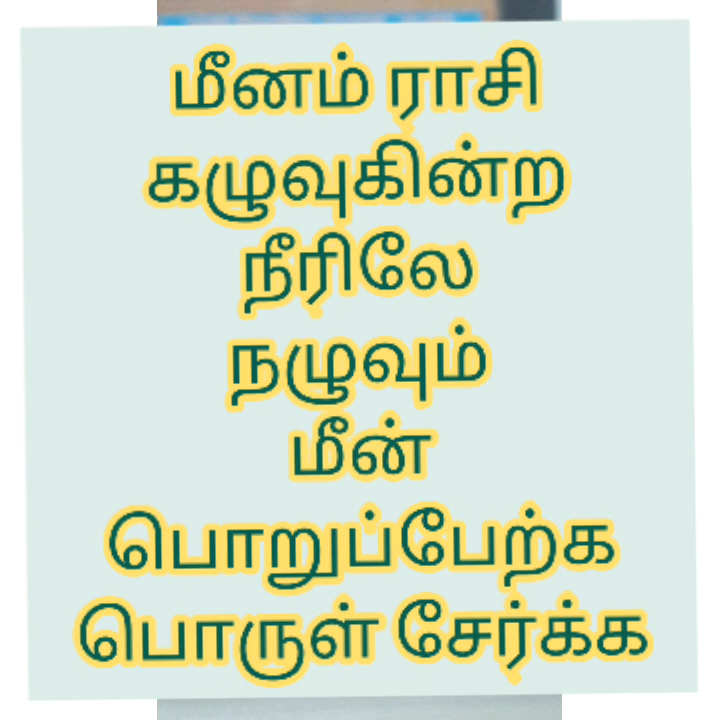 மீனம் ராசி
கழுவுகின்ற
நீரிலே
நழுவும்
மீன்
பொறுப்பேற்க
பொருள் சேர்க்க